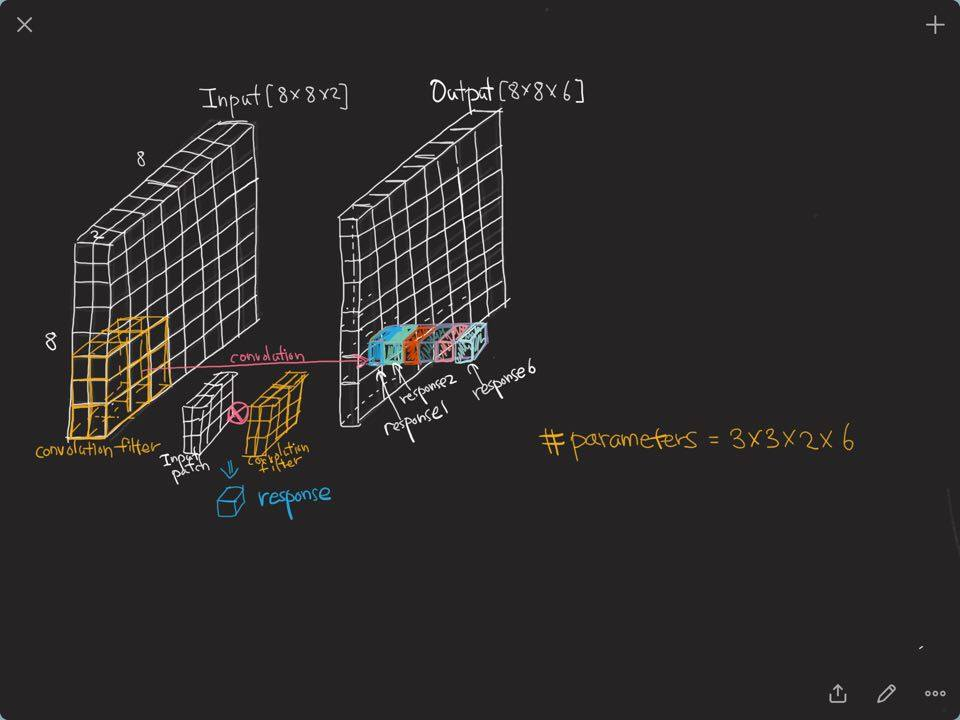 Input [8×8×2]
Output [8×8×6]
8
2
8
convolution
response2
response6
response1
convolution filter
Input
patch
convolution
filter
# parameters = 3×3×2×6
response